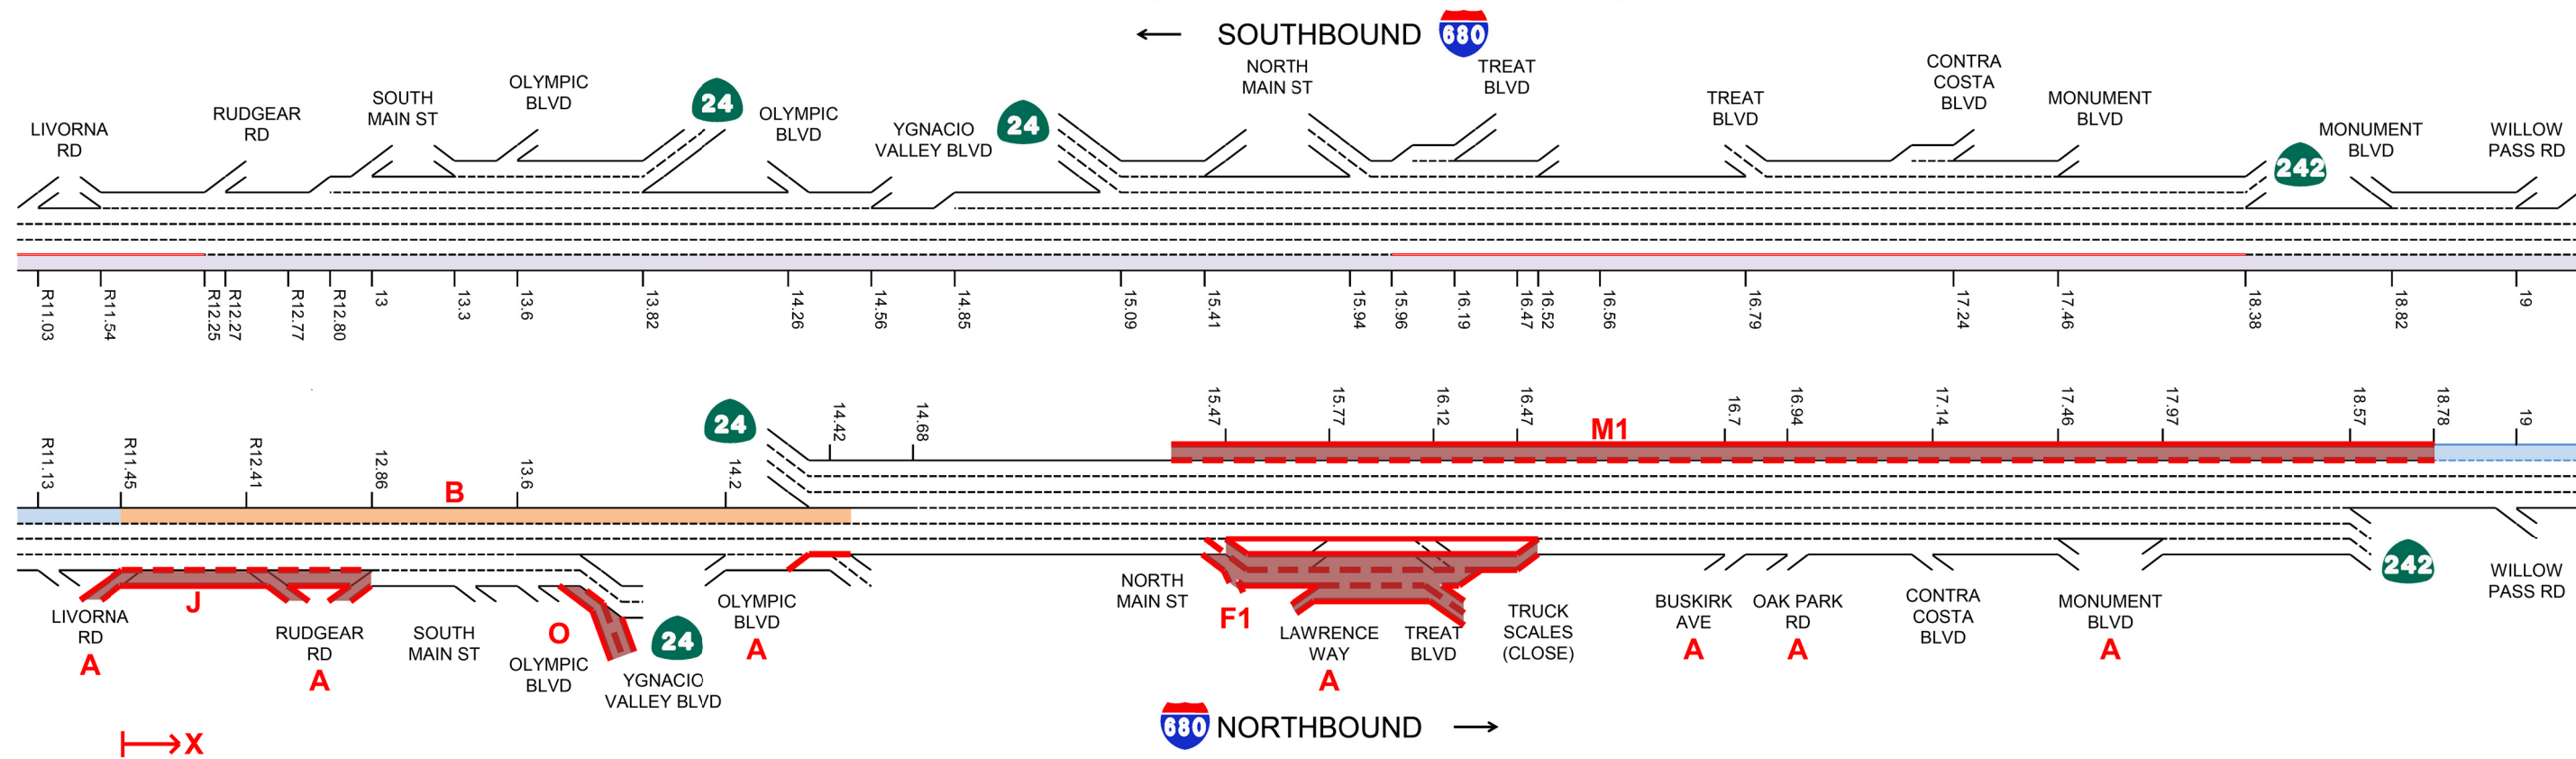 ← SOUTHBOUND 680
LIVORNA
RD
RUDGEAR
RD
SOUTH
MAIN ST
OLYMPIC
BLVD
24
OLYMPIC
BLVD
YGNACIO
VALLEY BLVD
24
NORTH
MAIN ST
TREAT
BLVD
TREAT
BLVD
CONTRA
COSTA
BLVD
MONUMENT
BLVD
242
MONUMENT
BLVD
WILLOW
PASS RD
R11.03
R11.54
R12.25
R12.27
R12.77
R12.80
13
13.3
13.6
13.82
14.26
14.56
14.85
15.09
15.41
15.94
15.96
16.19
16.47
16.52
16.56
16.79
17.24
17.46
18.38
18.82
19
R11.13
R11.45
R12.41
12.86
B
13.6
14.2
24
14.42
14.68
15.47
15.77
16.12
16.47
M1
16.7
16.94
17.14
17.46
17.97
18.57
18.78
19
LIVORNA
RD
A
J
RUDGEAR
RD
A
SOUTH
MAIN ST
O
OLYMPIC
BLVD
24
YGNACIO
VALLEY BLVD
OLYMPIC
BLVD
A
NORTH
MAIN ST
F1
LAWRENCE
WAY
A
TREAT
BLVD
TRUCK
SCALES
(CLOSE)
BUSKIRK
AVE
A
OAK PARK
RD
A
CONTRA
COSTA
BLVD
MONUMENT
BLVD
A
242
WILLOW
PASS RD
X
680 NORTHBOUND →